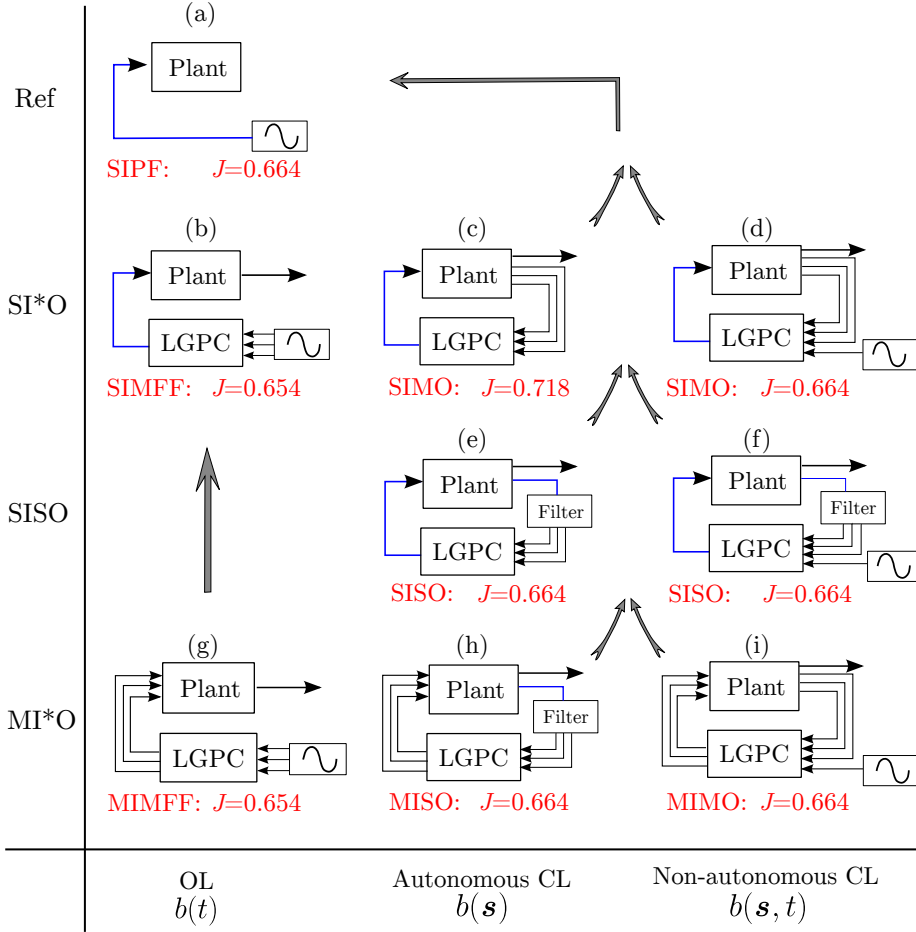 (a)
Ref
Plant
SIPF: J=0.664
(b) (c) (d)
SI*O
Plant Plant Plant
LGPC LGPC LGPC
SIMFF: J=0.654 SIMO: J=0.718 SIMO: J=0.664
(e) (f)
SISO
Plant Plant
Filter Filter
LGPC LGPC
SISO: J=0.664 SISO: J=0.664
(g) (h) (i)
MI*O
Plant Plant Plant
Filter
LGPC LGPC LGPC
MIMFF: J=0.654 MISO: J=0.664 MIMO: J=0.664
OL Autonomous CL Non-autonomous CL
b(t) b(s) b(s, t)